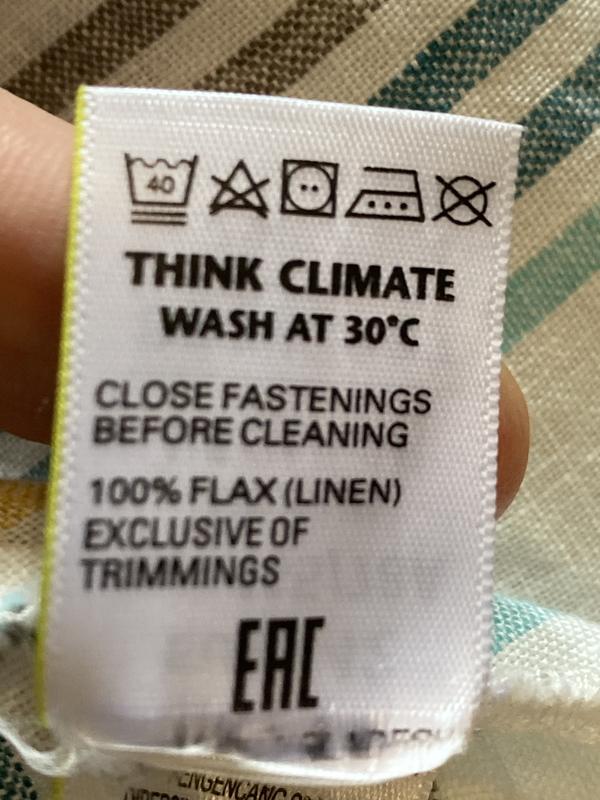 40
THINK CLIMATE
WASH AT 30°C
CLOSE FASTENINGS
BEFORE CLEANING
100% FLAX (LINEN)
EXCLUSIVE OF
TRIMMINGS
EAC